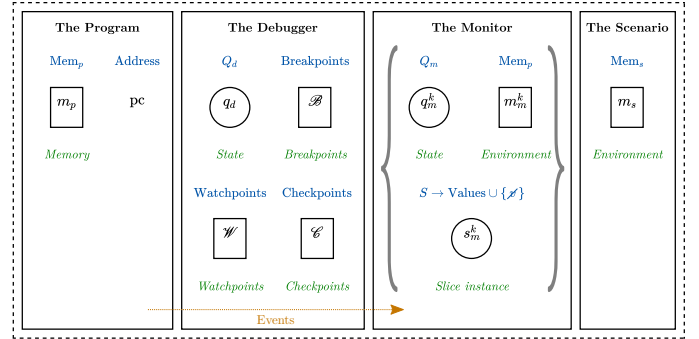 The Program
Mem_p Address
m_p pc
Memory
The Debugger
Q_d Breakpoints
q_d ℬ
State Breakpoints
Watchpoints Checkpoints
𝒲 𝒞
Watchpoints Checkpoints
The Monitor
Q_m Mem_p
q_m^k m_m^k
State Environment
S → Values ∪ {v̸}
s_m^k
Slice instance
The Scenario
Mem_s
m_s
Environment
Events